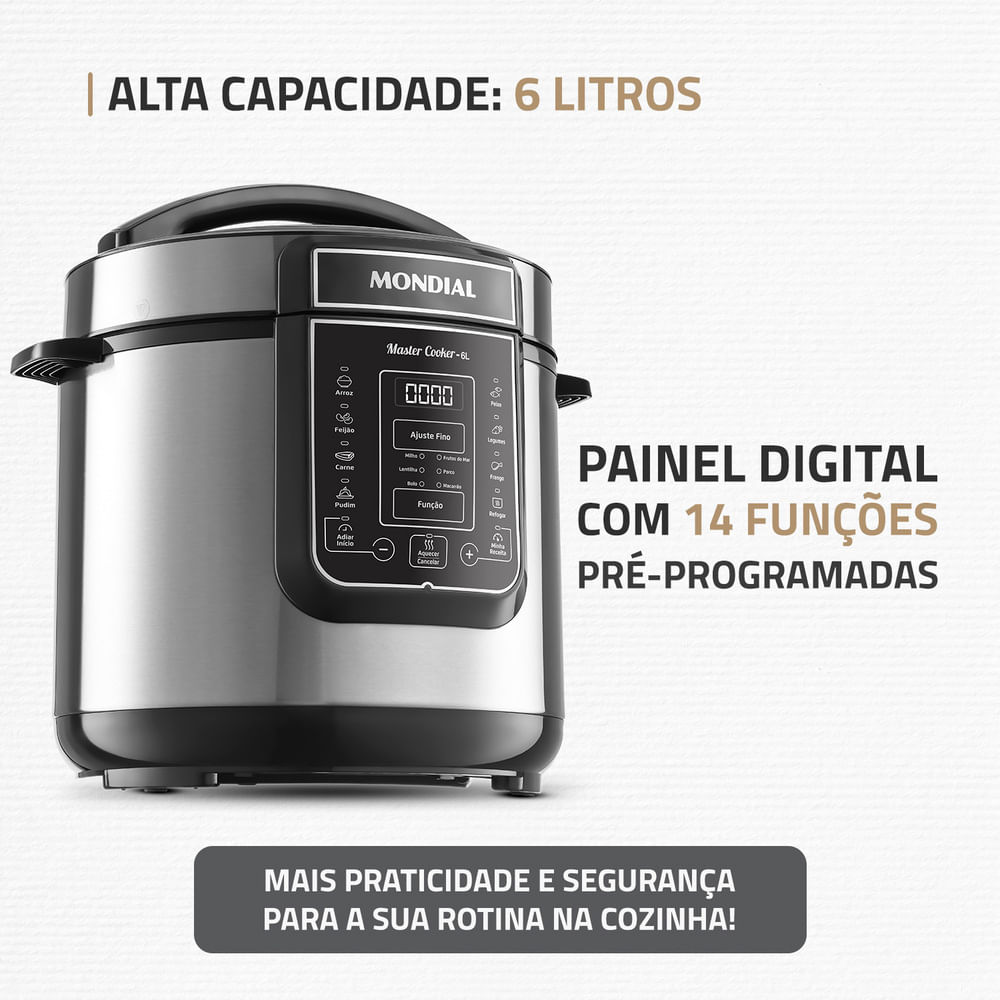 ALTA CAPACIDADE: 6 LITROS
MONDIAL
Master Cooker - 6L
0000
Arroz
Feijão
Carne
Pudim
Adiar
Início
Ajuste Fino
Milho
Frutos do Mar
Lentilha
Porco
Bolo
Macarrão
Função
−
Aquecer
Cancelar
+
Peixe
Legumes
Frango
Refogar
Minha
Receita
PAINEL DIGITAL
COM 14 FUNÇÕES
PRÉ-PROGRAMADAS
MAIS PRATICIDADE E SEGURANÇA
PARA A SUA ROTINA NA COZINHA!